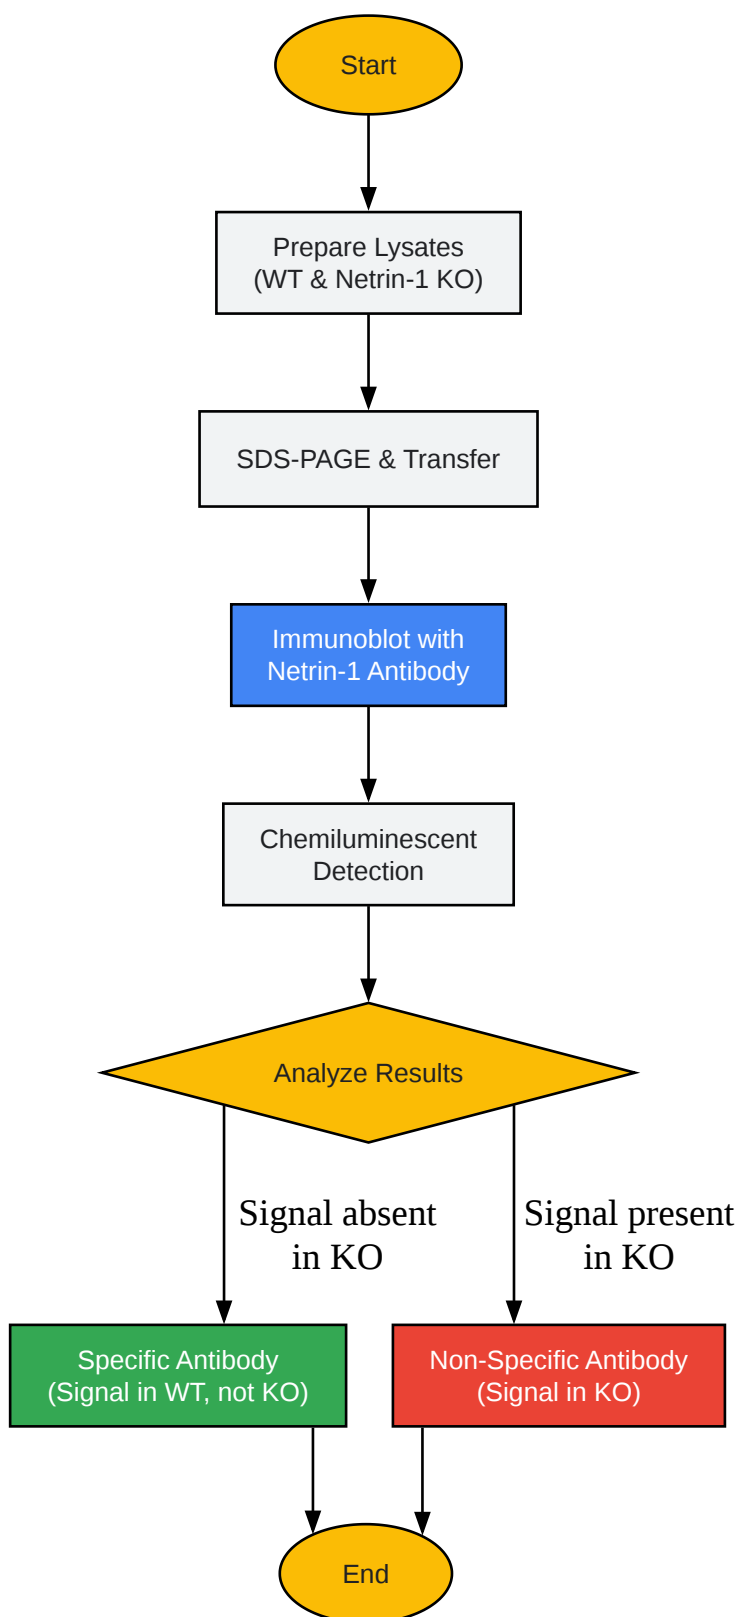 Start
Prepare Lysates
(WT & Netrin-1 KO)
SDS-PAGE & Transfer
Immunoblot with
Netrin-1 Antibody
Chemiluminescent
Detection
Analyze Results
Signal absent
in KO
Signal present
in KO
Specific Antibody
(Signal in WT, not KO)
Non-Specific Antibody
(Signal in KO)
End